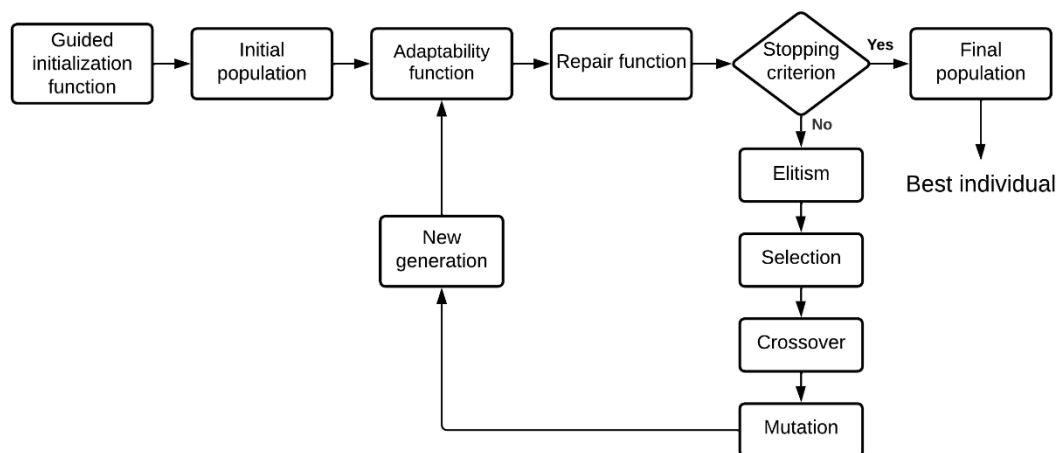 Guided
initialization
function
Initial
population
Adaptability
function
Repair function
Stopping
criterion
Yes
Final
population
No
Best individual
Elitism
New
generation
Selection
Crossover
Mutation